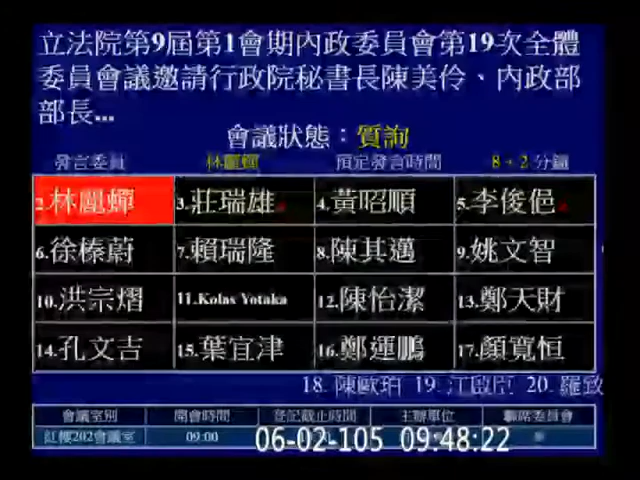 立法院第9屆第1會期內政委員會第19次全體
委員會議邀請行政院秘書長陳美伶、內政部
部長...
會議狀態：質詢
發言委員 林麗蟬 預定發言時間 8+2分鐘
2.林麗蟬 3.莊瑞雄 4.黃昭順 5.李俊俋
6.徐榛蔚 7.賴瑞隆 8.陳其邁 9.姚文智
10.洪宗熠 11.Kolas Yotaka 12.陳怡潔 13.鄭天財
14.孔文吉 15.葉宜津 16.鄭運鵬 17.顏寬恒
18. 陳歐珀 19. 江啟臣 20. 羅致
會議室別 開會時間 登記截止時間 主辦單位 聯席委員會
紅樓202會議室 09:00
06-02-105 09:48:22